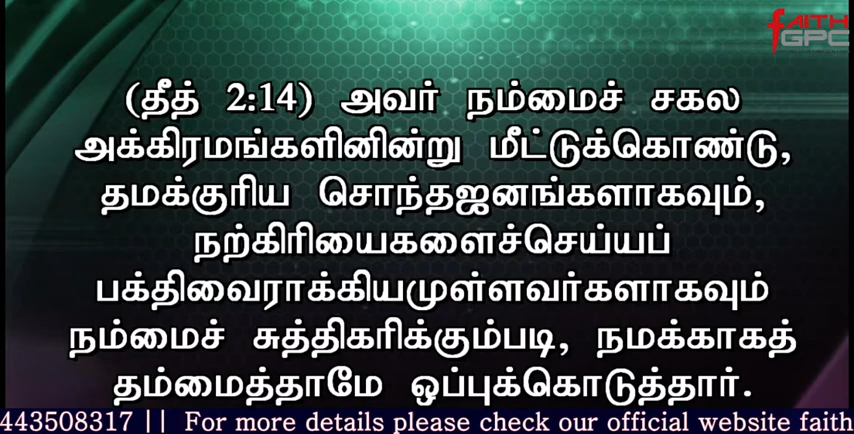 fAITH
GPC
(தீத் 2:14) அவர் நம்மைச் சகல
அக்கிரமங்களினின்று மீட்டுக்கொண்டு,
தமக்குரிய சொந்தஜனங்களாகவும்,
நற்கிரியைகளைச்செய்யப்
பக்திவைராக்கியமுள்ளவர்களாகவும்
நம்மைச் சுத்திகரிக்கும்படி, நமக்காகத்
தம்மைத்தாமே ஒப்புக்கொடுத்தார்.
443508317 || For more details please check our official website faith